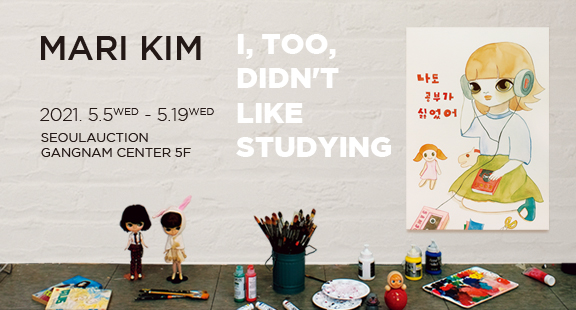 MARI KIM
2021. 5.5WED - 5.19WED
SEOULAUCTION
GANGNAM CENTER 5F
I, TOO,
DIDN'T
LIKE
STUDYING
나도
공부가
싫었어